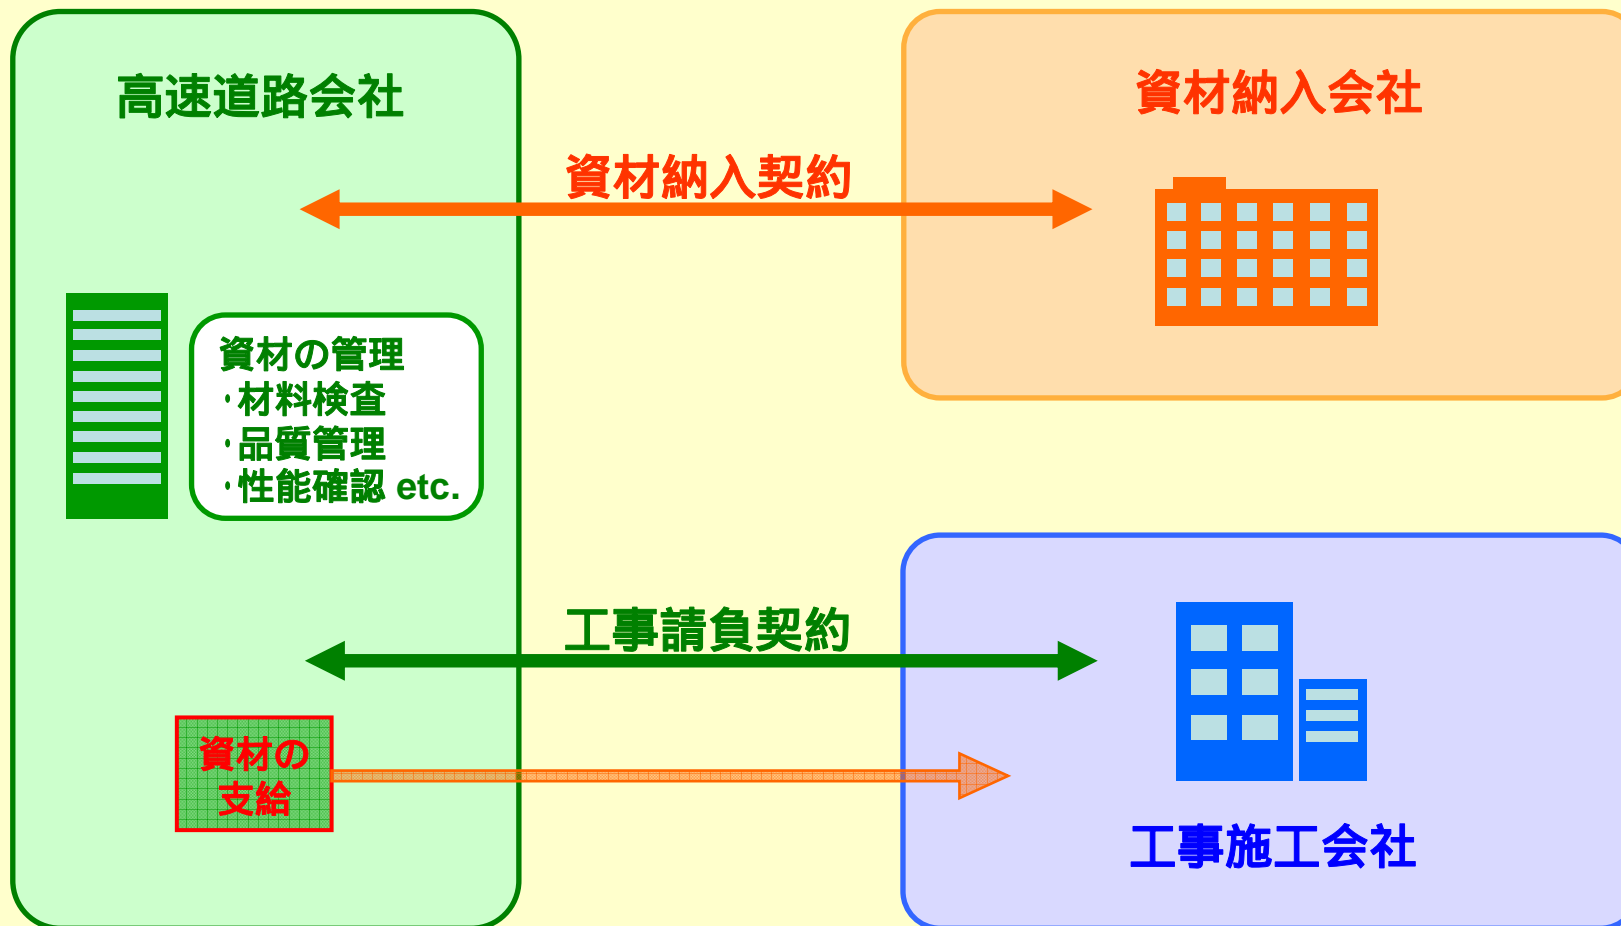 高速道路会社
資材納入会社
資材納入契約
資材の管理
・材料検査
・品質管理
・性能確認 etc.
工事請負契約
資材の
支給
工事施工会社